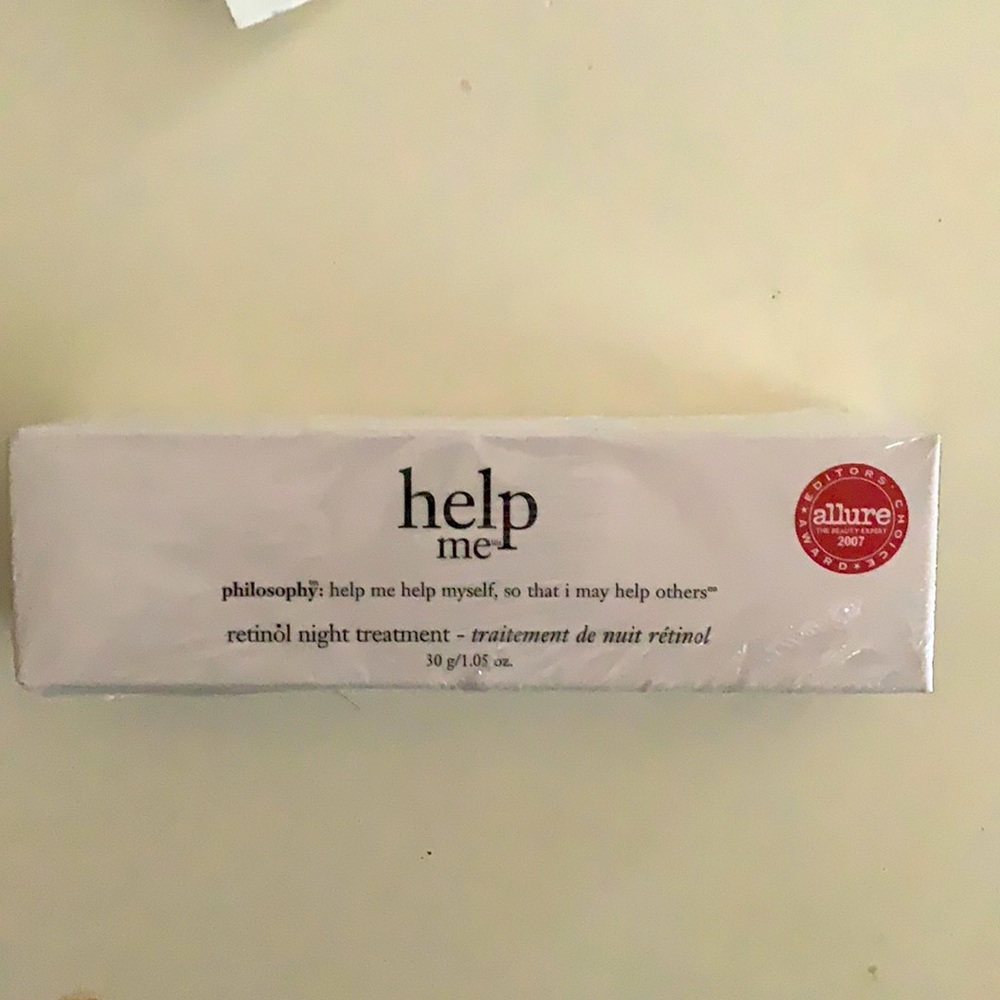 help
me
philosophy: help me help myself, so that i may help others
retinol night treatment - traitement de nuit rétinol
30 g/1.05 oz.
EDITORS' CHOICE
allure
THE BEAUTY EXPERT
2007
AWARD